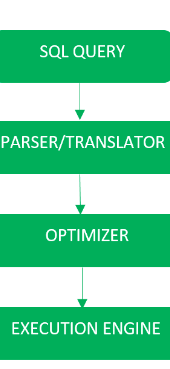 SQL QUERY
PARSER/TRANSLATOR
OPTIMIZER
EXECUTION ENGINE